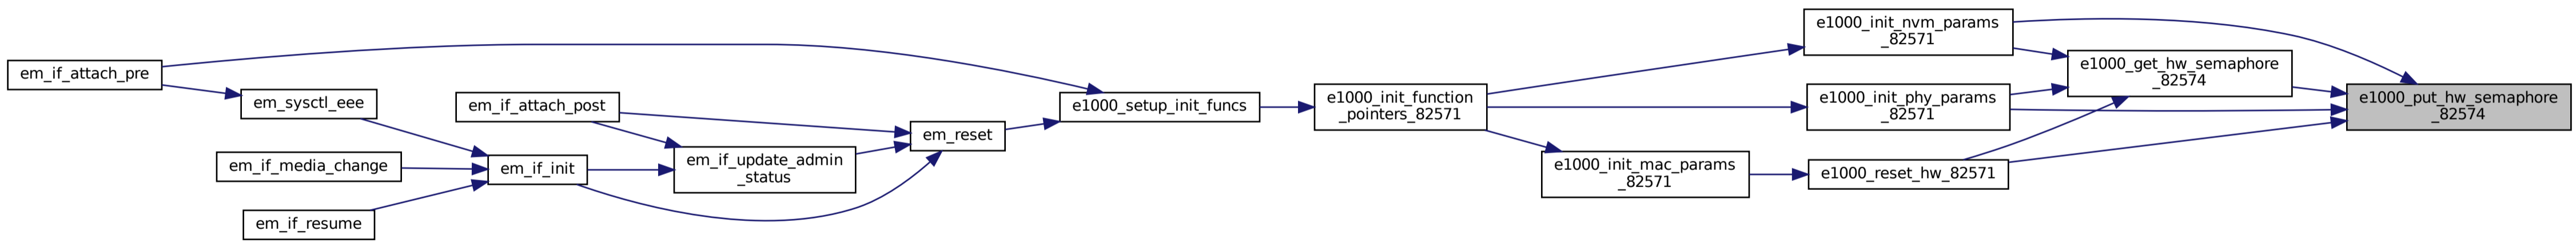 em_if_attach_pre
em_sysctl_eee
em_if_media_change
em_if_resume
em_if_attach_post
em_if_init
em_if_update_admin
_status
em_reset
e1000_setup_init_funcs
e1000_init_function
_pointers_82571
e1000_init_mac_params
_82571
e1000_init_nvm_params
_82571
e1000_init_phy_params
_82571
e1000_reset_hw_82571
e1000_get_hw_semaphore
_82574
e1000_put_hw_semaphore
_82574